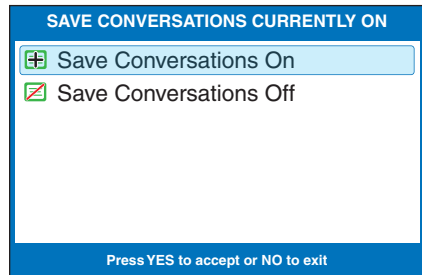 SAVE CONVERSATIONS CURRENTLY ON
Save Conversations On
Save Conversations Off
Press YES to accept or NO to exit